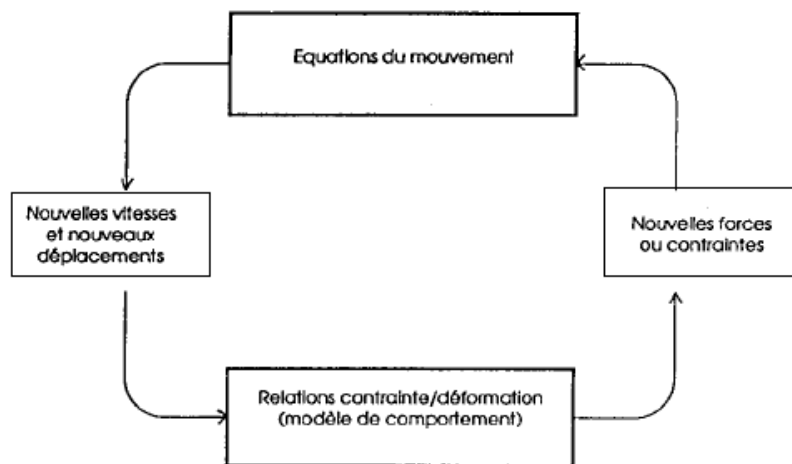 Equations du mouvement
Nouvelles vitesses
et nouveaux
déplacements
Nouvelles forces
ou contraintes
Relations contrainte/déformation
(modèle de comportement)